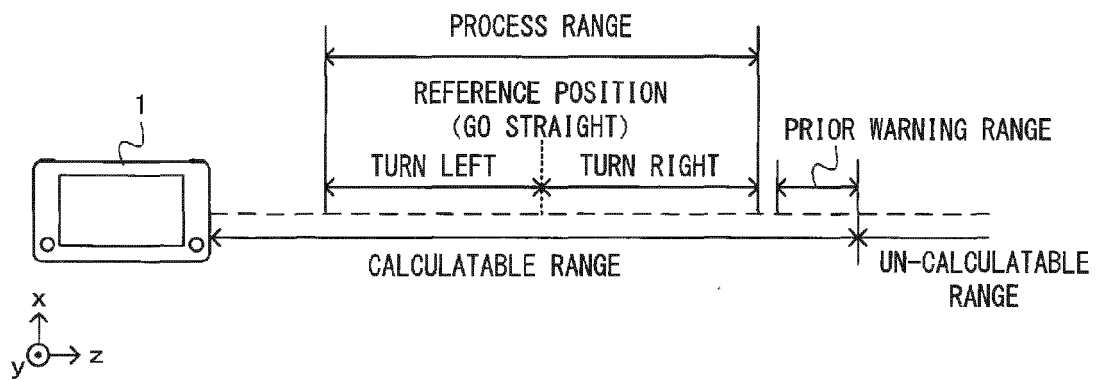 PROCESS RANGE
REFERENCE POSITION
(GO STRAIGHT)
1
PRIOR WARNING RANGE
TURN LEFT
TURN RIGHT
CALCULATABLE RANGE
UN-CALCULATABLE
RANGE
x
y
z